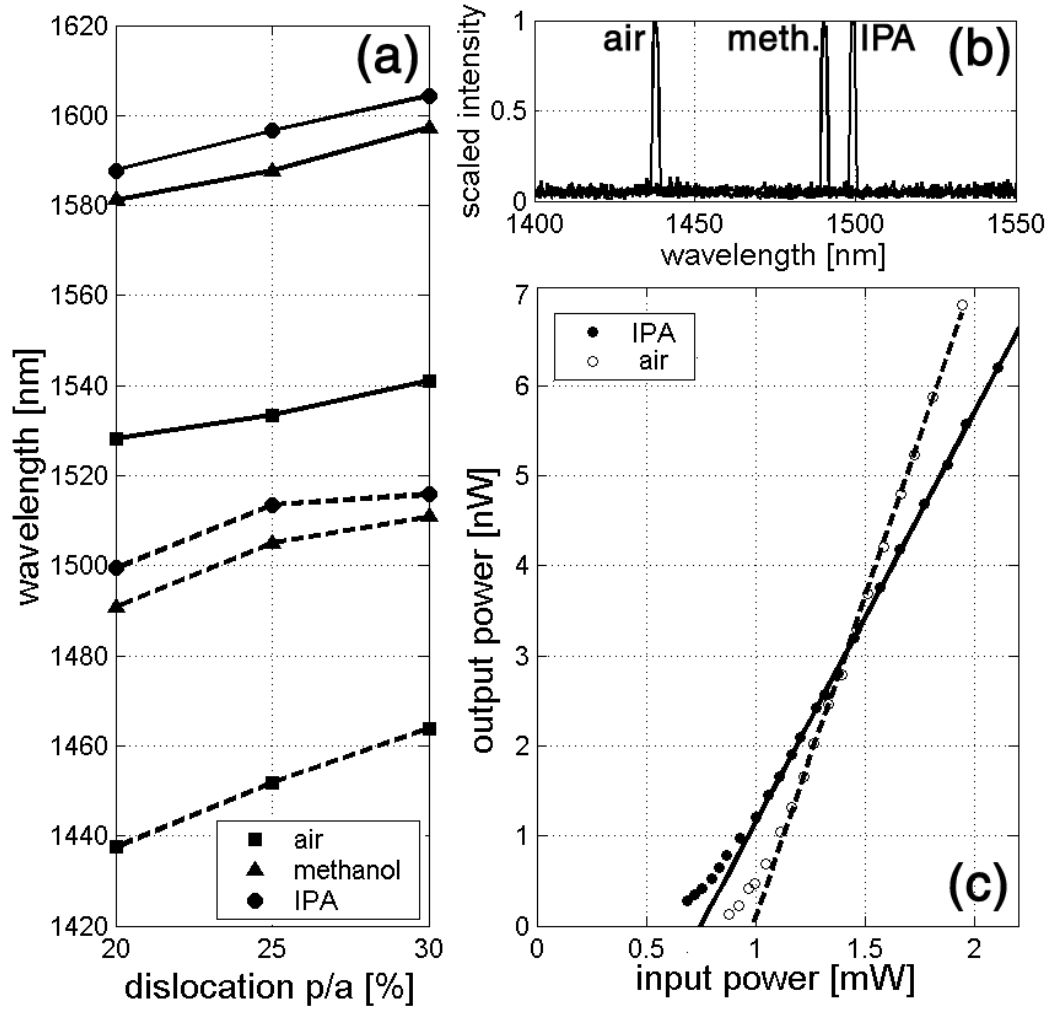 1620
1600
1580
1560
1540
1520
1500
1480
1460
1440
1420
wavelength [nm]
(a)
air
methanol
IPA
20 25 30
dislocation p/a [%]
1
0.5
0
scaled intensity
air meth. IPA
(b)
1400 1450 1500 1550
wavelength [nm]
7
6
5
4
3
2
1
0
output power [nW]
IPA
air
(c)
0 0.5 1 1.5 2
input power [mW]